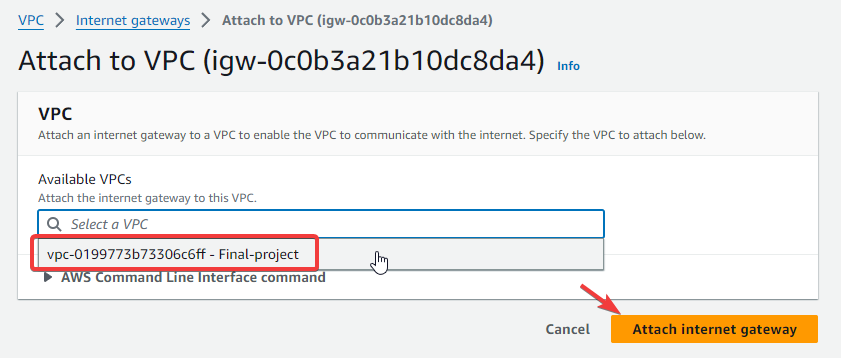 VPC > Internet gateways > Attach to VPC (igw-0c0b3a21b10dc8da4)
Attach to VPC (igw-0c0b3a21b10dc8da4) Info
VPC
Attach an internet gateway to a VPC to enable the VPC to communicate with the internet. Specify the VPC to attach below.
Available VPCs
Attach the internet gateway to this VPC.
Select a VPC
vpc-0199773b73306c6ff - Final-project
AWS Command Line Interface command
Cancel Attach internet gateway